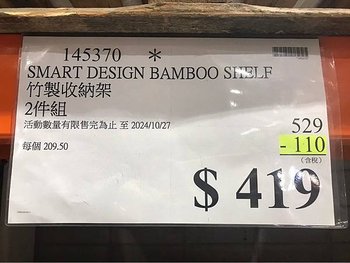 145370 *
SMART DESIGN BAMBOO SHELF
竹製收納架
2件組
活動數量有限售完為止 至 2024/10/27
529
每個 209.50
- 110
(含稅)
$ 419